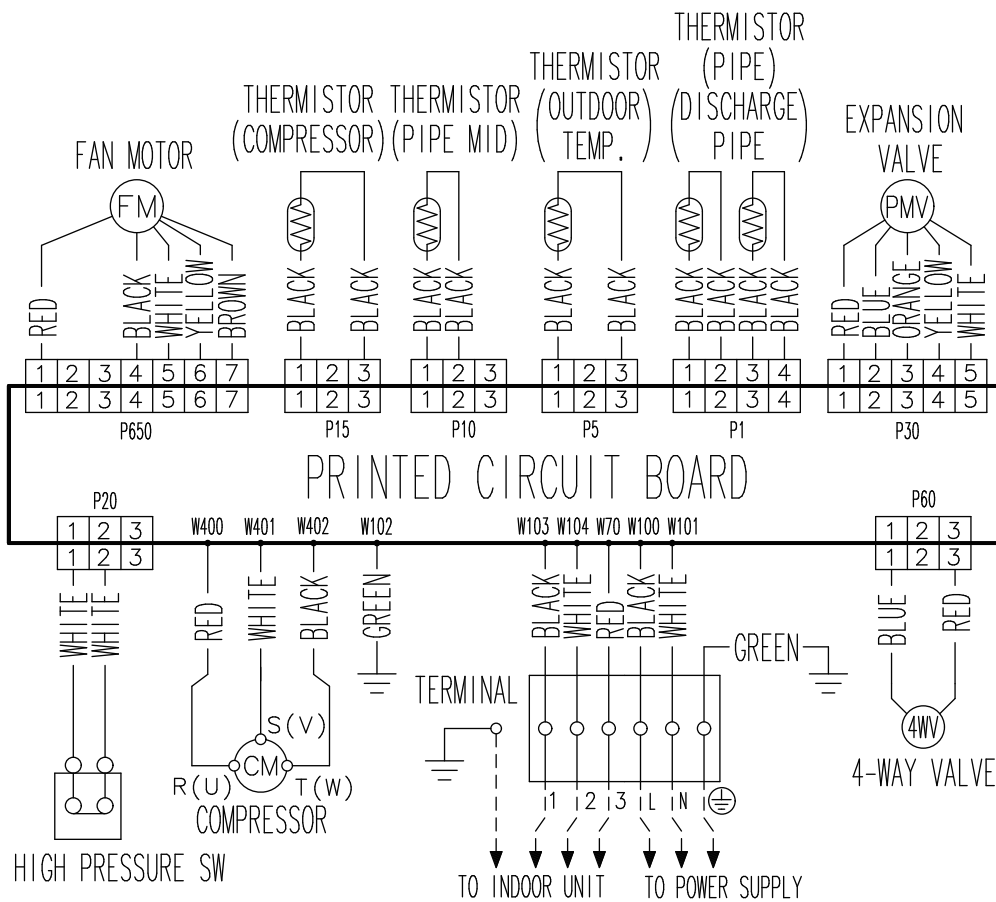 THERMISTOR
(PIPE)
(DISCHARGE)
PIPE
THERMISTOR
(OUTDOOR
TEMP.)
THERMISTOR
(COMPRESSOR)
THERMISTOR
(PIPE MID)
EXPANSION
VALVE
FAN MOTOR
FM
PMV
RED
BLACK
WHITE
YELLOW
BROWN
BLACK
BLACK
BLACK
BLACK
BLACK
BLACK
BLACK
BLACK
BLACK
BLACK
RED
BLUE
ORANGE
YELLOW
WHITE
1 2 3 4 5 6 7
1 2 3
1 2 3
1 2 3
1 2 3 4
1 2 3 4 5
1 2 3 4 5 6 7
1 2 3
1 2 3
1 2 3
1 2 3 4
1 2 3 4 5
P650
P15
P10
P5
P1
P30
PRINTED CIRCUIT BOARD
P20
W400
W401
W402
W102
W103
W104
W70
W100
W101
P60
1 2 3
1 2 3
1 2 3
1 2 3
WHITE
WHITE
RED
WHITE
BLACK
GREEN
BLACK
WHITE
RED
BLACK
WHITE
BLUE
RED
GREEN
TERMINAL
S(V)
CM
R(U)
T(W)
COMPRESSOR
4WV
4-WAY VALVE
1 2 3 L N
HIGH PRESSURE SW
TO INDOOR UNIT
TO POWER SUPPLY